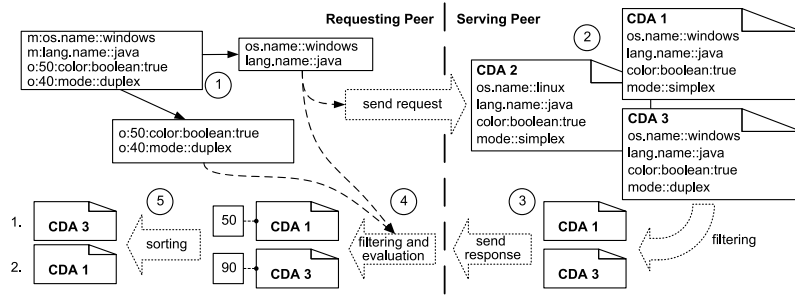 Requesting Peer
Serving Peer
m:os.name::windows
m:lang.name::java
o:50:color:boolean:true
o:40:mode::duplex
1
os.name::windows
lang.name::java
send request
o:50:color:boolean:true
o:40:mode::duplex
2
CDA 1
os.name::windows
lang.name::java
color:boolean:true
mode::simplex
CDA 2
os.name::linux
lang.name::java
color:boolean:true
mode::simplex
CDA 3
os.name::windows
lang.name::java
color:boolean:true
mode::duplex
filtering
3
CDA 1
CDA 3
send
response
4
filtering and
evaluation
50
CDA 1
90
CDA 3
5
sorting
1.
CDA 3
2.
CDA 1